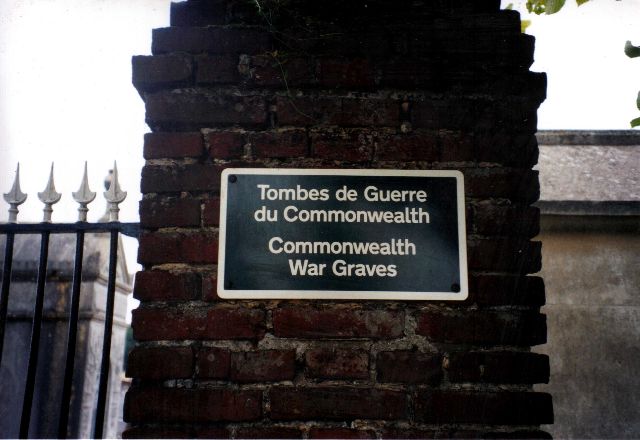 Tombes de Guerre
du Commonwealth
Commonwealth
War Graves